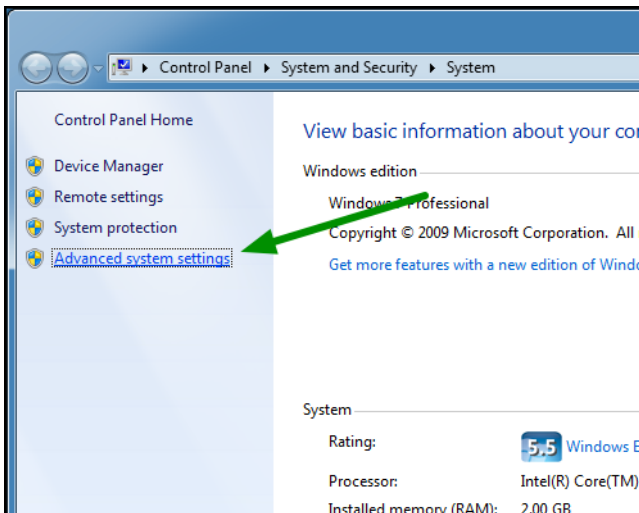 Control Panel System and Security System
Control Panel Home
Device Manager
Remote settings
System protection
Advanced system settings
View basic information about your
Windows edition
Windows 7 Professional
Copyright © 2009 Microsoft Corporation. All
Get more features with a new edition of
System
Rating:
5.5 Windows
Processor:
Intel(R) Core(TM)
Installed memory (RAM):
2.00 GB